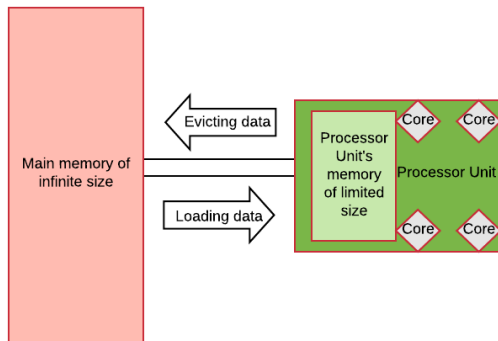 Main memory of
infinite size
Evicting data
Loading data
Processor
Unit's
memory
of limited
size
Core
Core
Processor Unit
Core
Core